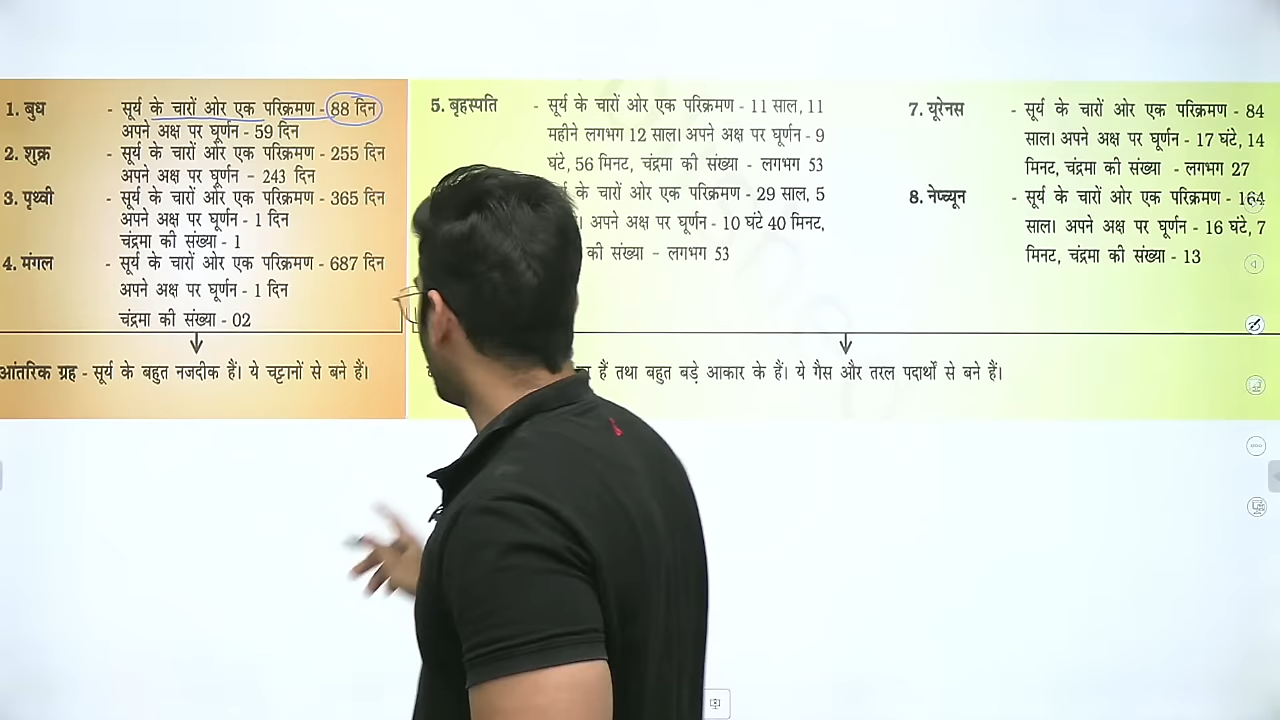 1. बुध - सूर्य के चारों ओर एक परिक्रमण - 88 दिन
अपने अक्ष पर घूर्णन - 59 दिन
2. शुक्र - सूर्य के चारों ओर एक परिक्रमण - 255 दिन
अपने अक्ष पर घूर्णन - 243 दिन
3. पृथ्वी - सूर्य के चारों ओर एक परिक्रमण - 365 दिन
अपने अक्ष पर घूर्णन - 1 दिन
चंद्रमा की संख्या - 1
4. मंगल - सूर्य के चारों ओर एक परिक्रमण - 687 दिन
अपने अक्ष पर घूर्णन - 1 दिन
चंद्रमा की संख्या - 02
आंतरिक ग्रह - सूर्य के बहुत नजदीक हैं। ये चट्टानों से बने हैं।
5. बृहस्पति - सूर्य के चारों ओर एक परिक्रमण - 11 साल, 11
महीने लगभग 12 साल। अपने अक्ष पर घूर्णन - 9
घंटे, 56 मिनट, चंद्रमा की संख्या - लगभग 53
के चारों ओर एक परिक्रमण - 29 साल, 5
। अपने अक्ष पर घूर्णन - 10 घंटे 40 मिनट,
की संख्या - लगभग 53
7. यूरेनस - सूर्य के चारों ओर एक परिक्रमण - 84
साल। अपने अक्ष पर घूर्णन - 17 घंटे, 14
मिनट, चंद्रमा की संख्या - लगभग 27
8. नेप्च्यून - सूर्य के चारों ओर एक परिक्रमण - 164
साल। अपने अक्ष पर घूर्णन - 16 घंटे, 7
मिनट, चंद्रमा की संख्या - 13
हैं तथा बहुत बड़े आकार के हैं। ये गैस और तरल पदार्थों से बने हैं।